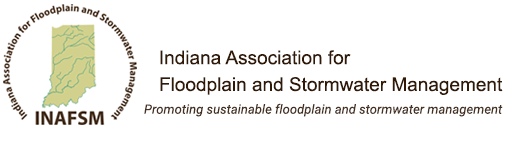 Indiana Association for Floodplain and Stormwater Management
INAFSM
Indiana Association for
Floodplain and Stormwater Management
Promoting sustainable floodplain and stormwater management